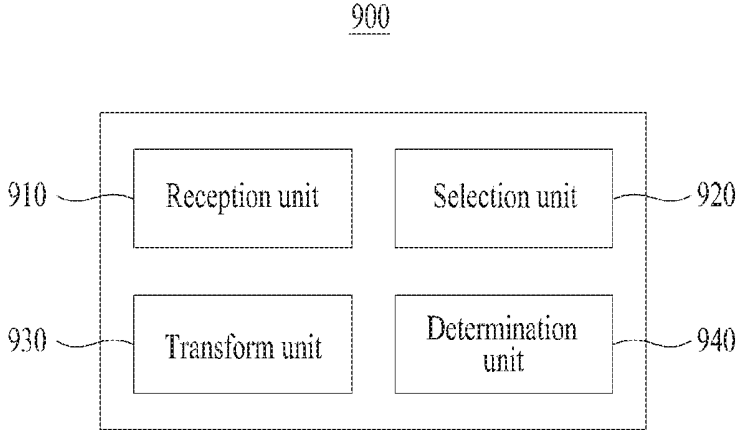 900
910
Reception unit
Selection unit
920
930
Transform unit
Determination
unit
940